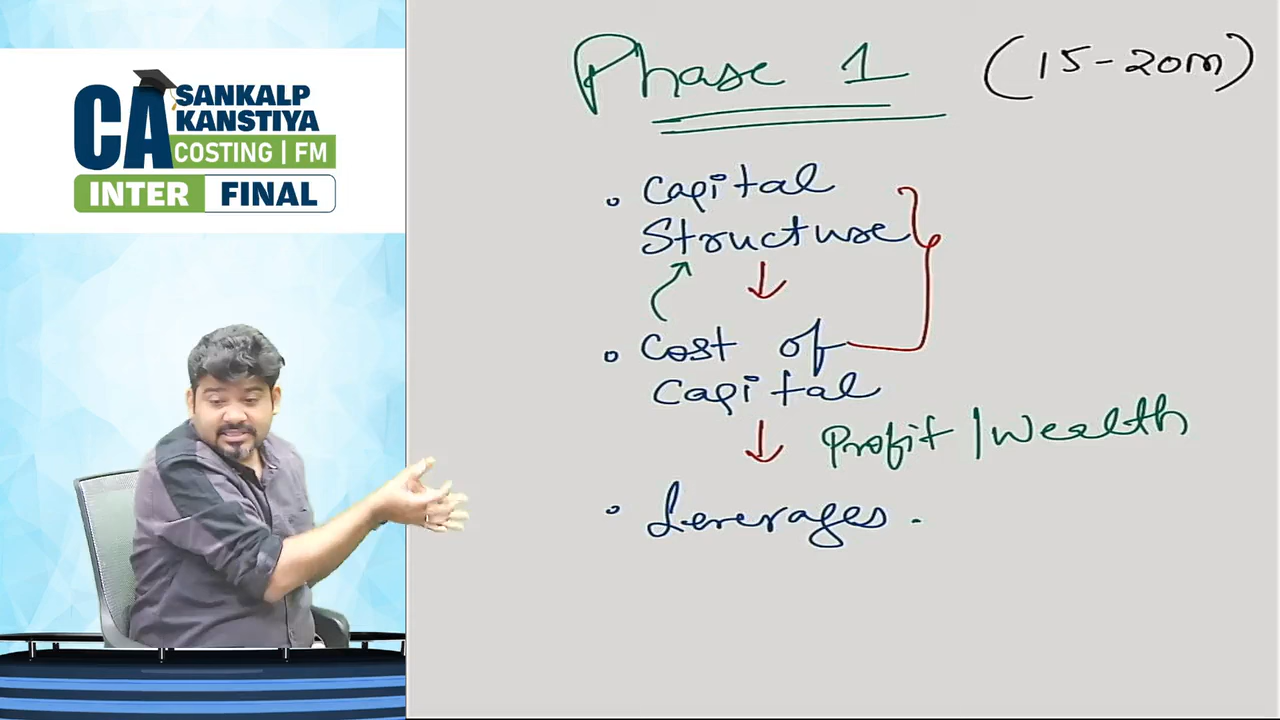 CA SANKALP
KANSTIYA
COSTING | FM
INTER FINAL
Phase 1 (15-20m)
• Capital
Structure
• Cost of
Capital
Profit / Wealth
• Leverages.